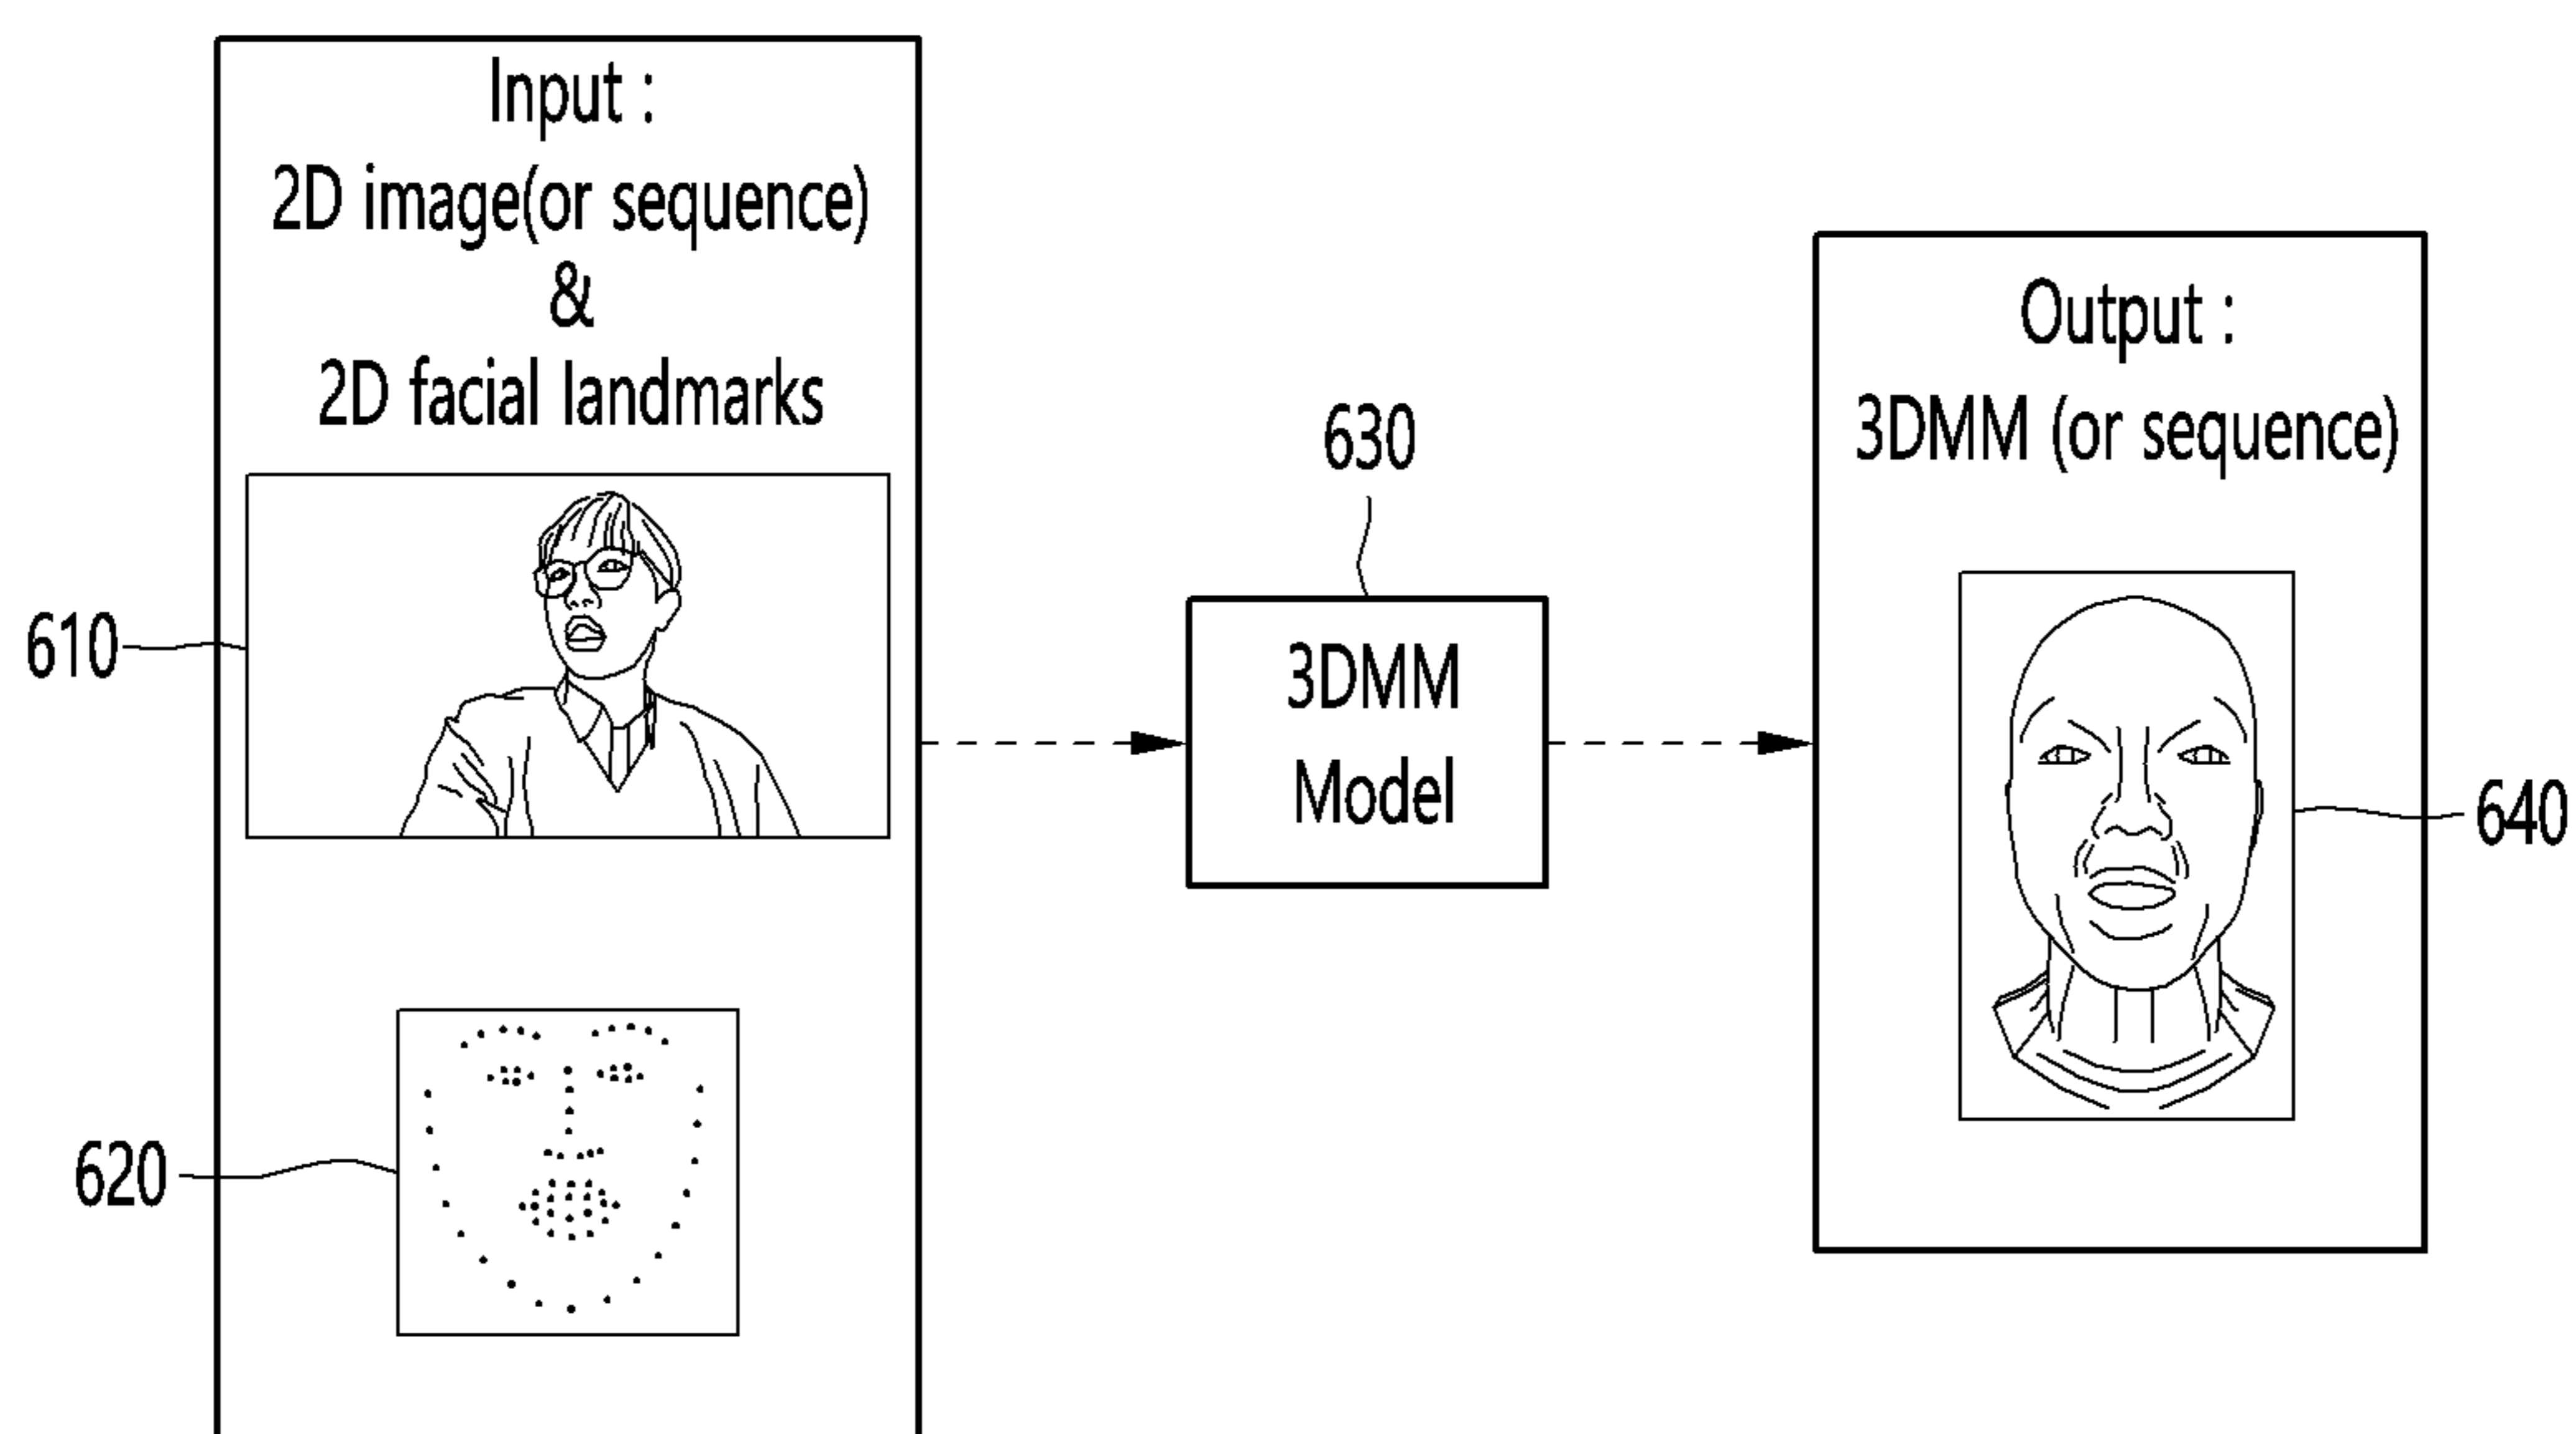 Input :
2D image(or sequence)
&
2D facial landmarks
610
620
630
3DMM
Model
Output :
3DMM (or sequence)
640